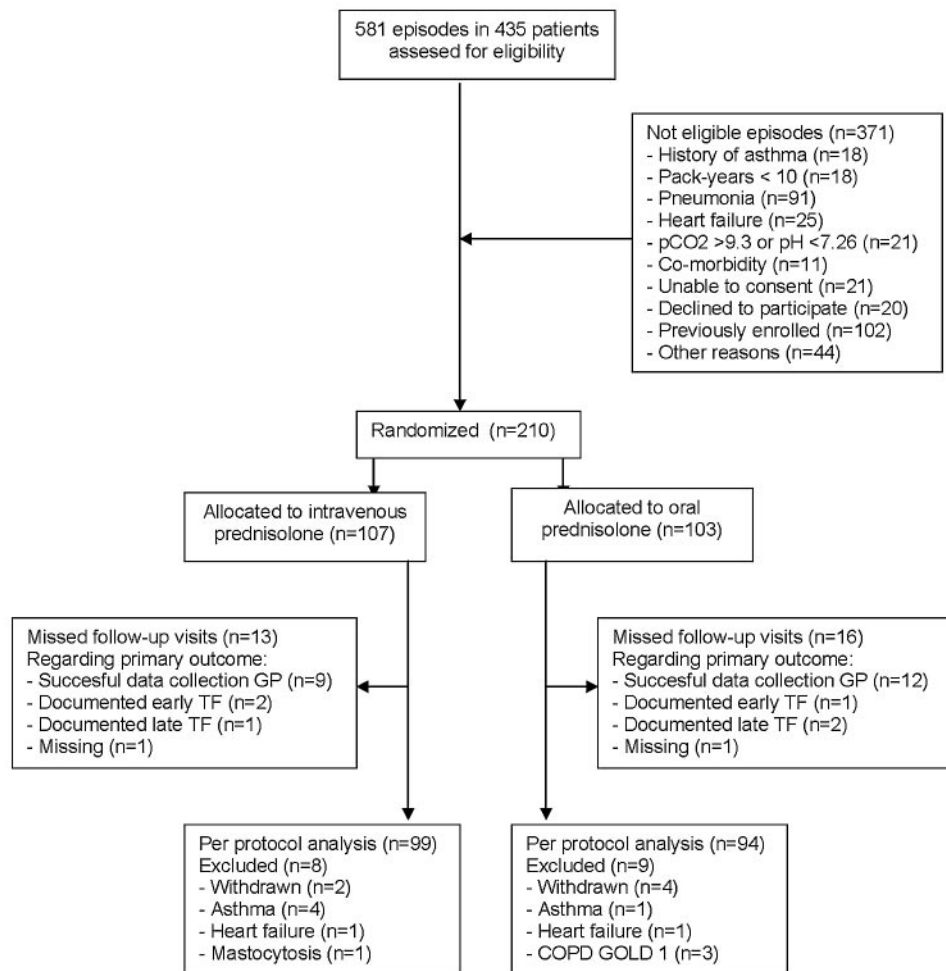 581 episodes in 435 patients
assesed for eligibility
Not eligible episodes (n=371)
- History of asthma (n=18)
- Pack-years < 10 (n=18)
- Pneumonia (n=91)
- Heart failure (n=25)
- pCO2 >9.3 or pH <7.26 (n=21)
- Co-morbidity (n=11)
- Unable to consent (n=21)
- Declined to participate (n=20)
- Previously enrolled (n=102)
- Other reasons (n=44)
Randomized (n=210)
Allocated to intravenous
prednisolone (n=107)
Allocated to oral
prednisolone (n=103)
Missed follow-up visits (n=13)
Regarding primary outcome:
- Succesful data collection GP (n=9)
- Documented early TF (n=2)
- Documented late TF (n=1)
- Missing (n=1)
Missed follow-up visits (n=16)
Regarding primary outcome:
- Succesful data collection GP (n=12)
- Documented early TF (n=1)
- Documented late TF (n=2)
- Missing (n=1)
Per protocol analysis (n=99)
Excluded (n=8)
- Withdrawn (n=2)
- Asthma (n=4)
- Heart failure (n=1)
- Mastocytosis (n=1)
Per protocol analysis (n=94)
Excluded (n=9)
- Withdrawn (n=4)
- Asthma (n=1)
- Heart failure (n=1)
- COPD GOLD 1 (n=3)